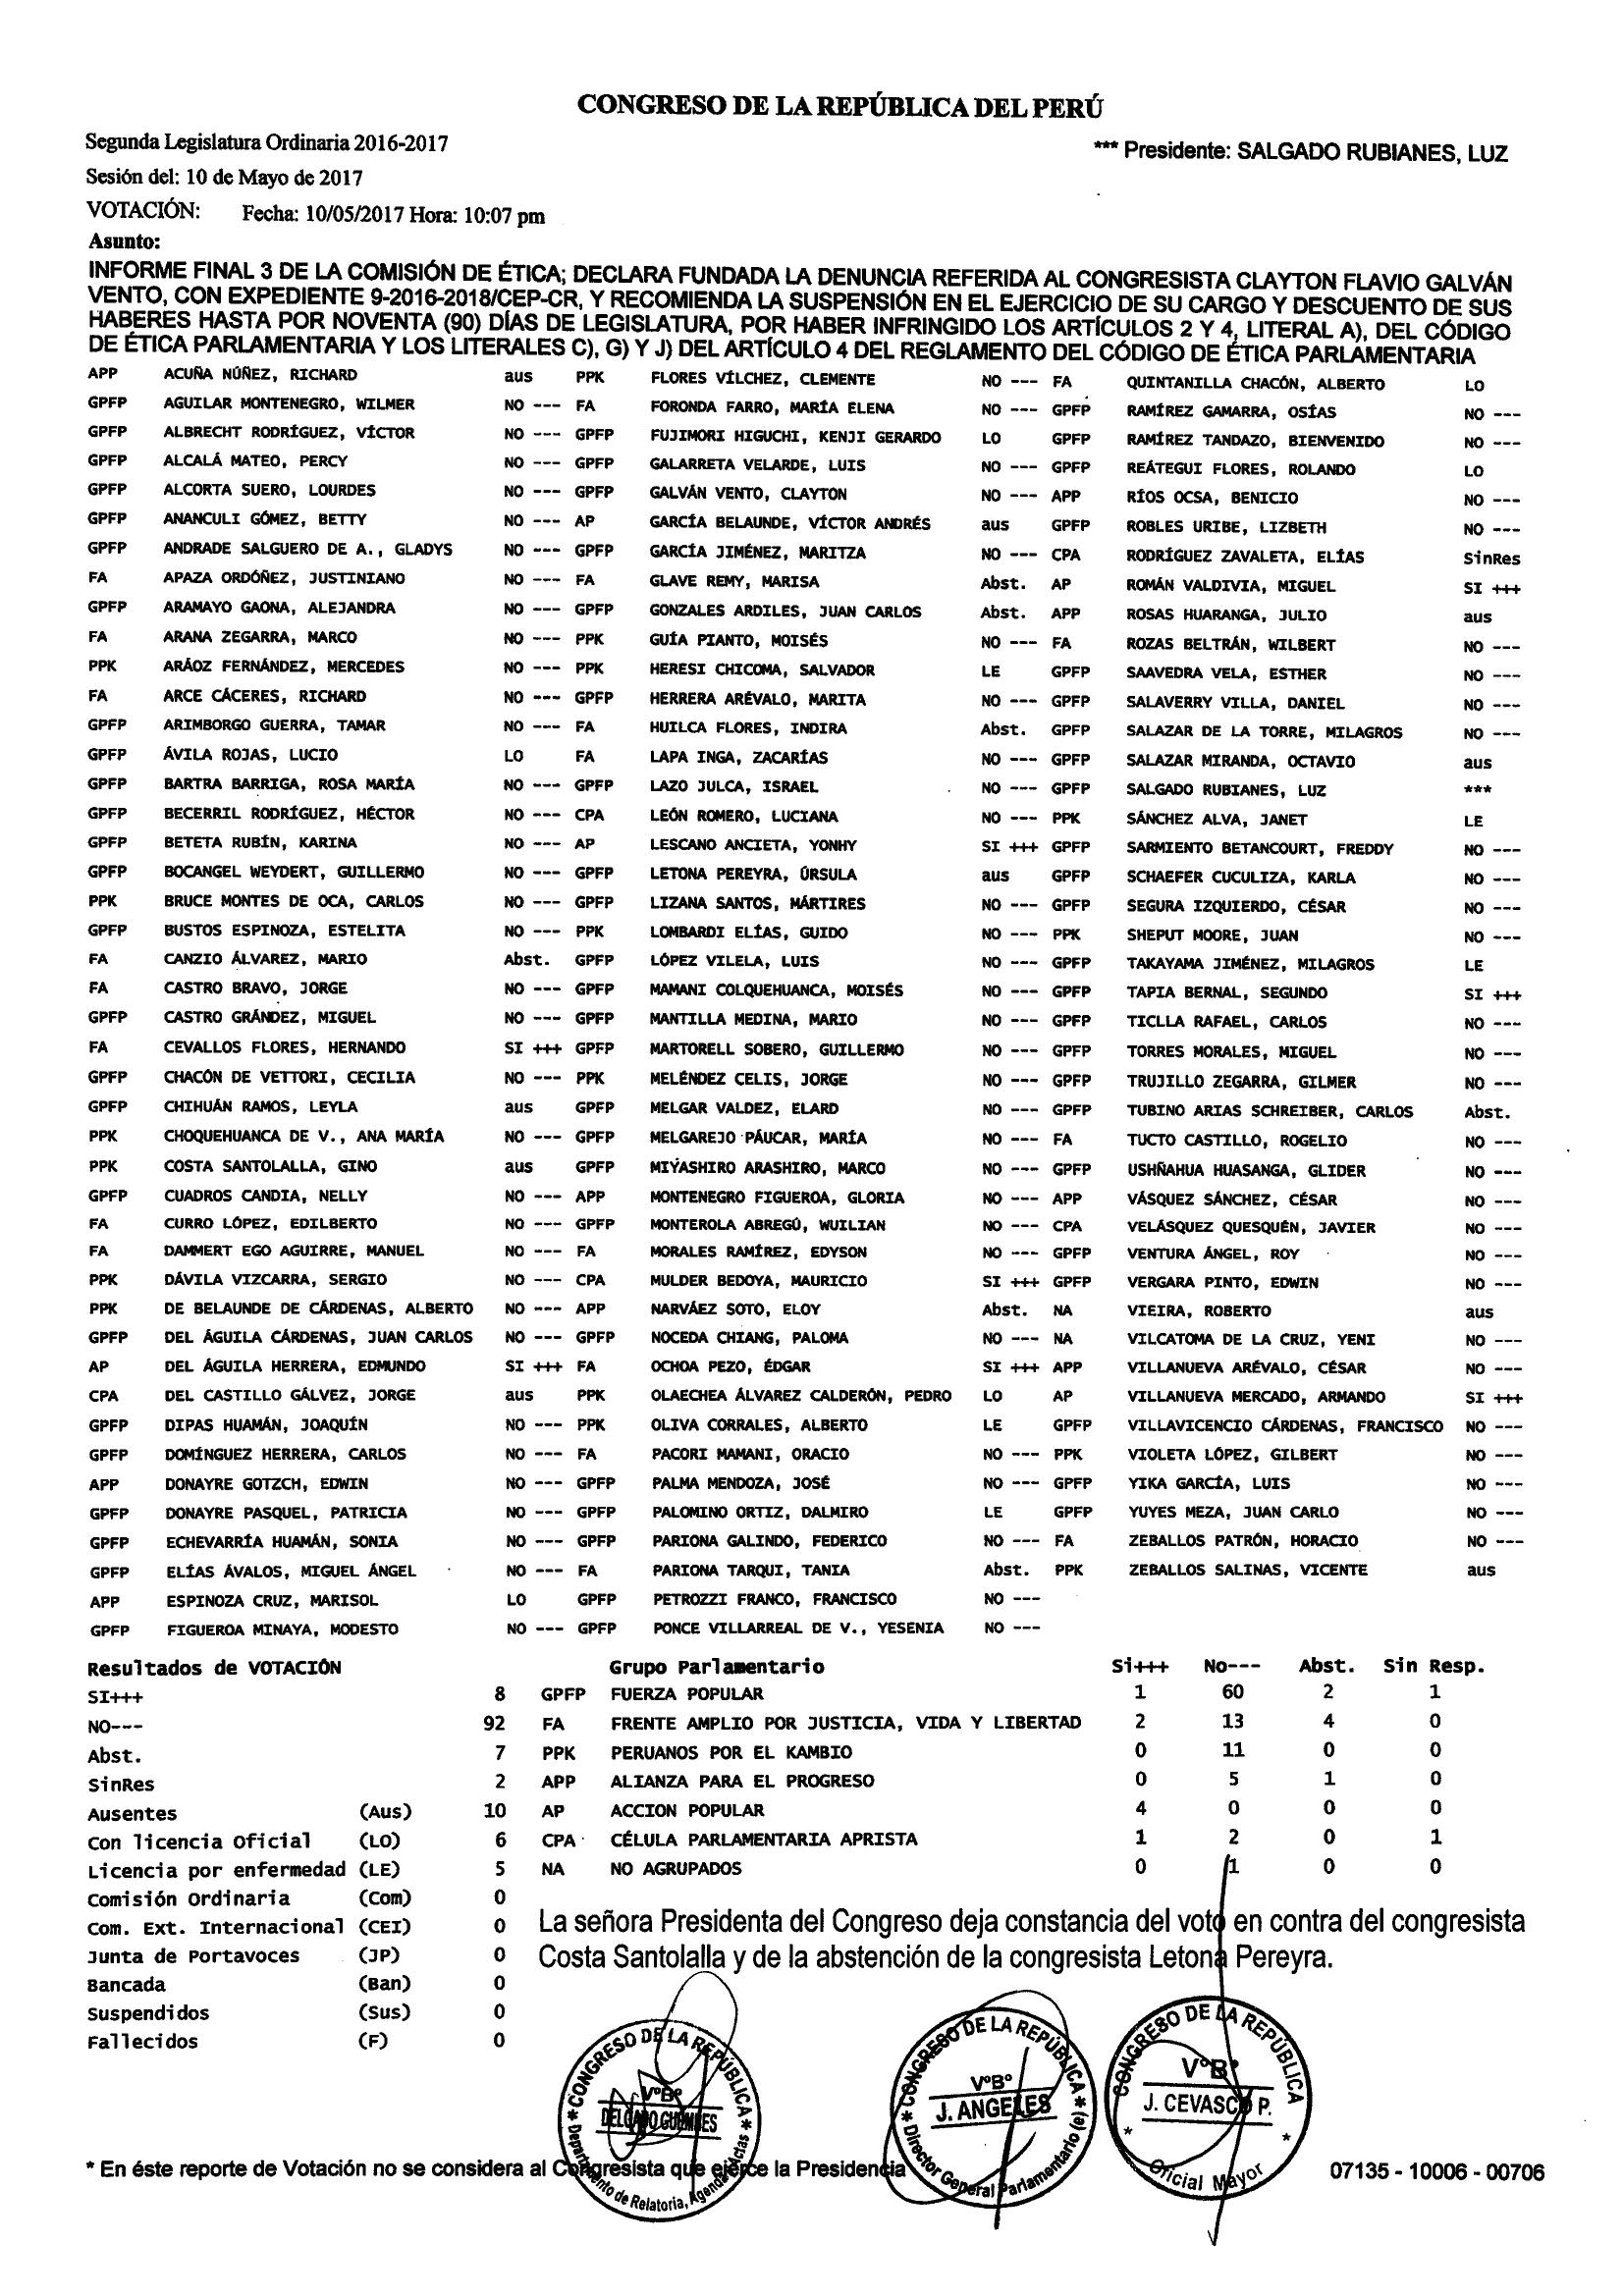 CONGRESO DE LA REPÚBLICA DEL PERÚ
Segunda Legislatura Ordinaria 2016-2017
*** Presidente: SALGADO RUBIANES, LUZ
Sesión del: 10 de Mayo de 2017
VOTACIÓN: Fecha: 10/05/2017 Hora: 10:07 pm
Asunto:
INFORME FINAL 3 DE LA COMISIÓN DE ÉTICA; DECLARA FUNDADA LA DENUNCIA REFERIDA AL CONGRESISTA CLAYTON FLAVIO GALVÁN
VENTO, CON EXPEDIENTE 9-2016-2018/CEP-CR, Y RECOMIENDA LA SUSPENSIÓN EN EL EJERCICIO DE SU CARGO Y DESCUENTO DE SUS
HABERES HASTA POR NOVENTA (90) DÍAS DE LEGISLATURA, POR HABER INFRINGIDO LOS ARTÍCULOS 2 Y 4, LITERAL A), DEL CÓDIGO
DE ÉTICA PARLAMENTARIA Y LOS LITERALES C), G) Y J) DEL ARTÍCULO 4 DEL REGLAMENTO DEL CÓDIGO DE ÉTICA PARLAMENTARIA
APP ACUÑA NÚÑEZ, RICHARD aus PPK FLORES VÍLCHEZ, CLEMENTE NO --- FA QUINTANILLA CHACÓN, ALBERTO LO
GPFP AGUILAR MONTENEGRO, WILMER NO --- FA FORONDA FARRO, MARÍA ELENA NO --- GPFP RAMÍREZ GAMARRA, OSÍAS NO ---
GPFP ALBRECHT RODRÍGUEZ, VÍCTOR NO --- GPFP FUJIMORI HIGUCHI, KENJI GERARDO LO GPFP RAMÍREZ TANDAZO, BIENVENIDO NO ---
GPFP ALCALÁ MATEO, PERCY NO --- GPFP GALARRETA VELARDE, LUIS NO --- GPFP REÁTEGUI FLORES, ROLANDO LO
GPFP ALCORTA SUERO, LOURDES NO --- GPFP GALVÁN VENTO, CLAYTON NO --- APP RÍOS OCSA, BENICIO NO ---
GPFP ANANCULI GÓMEZ, BETTY NO --- AP GARCÍA BELAUNDE, VÍCTOR ANDRÉS aus GPFP ROBLES URIBE, LIZBETH NO ---
GPFP ANDRADE SALGUERO DE A., GLADYS NO --- GPFP GARCÍA JIMÉNEZ, MARITZA NO --- CPA RODRÍGUEZ ZAVALETA, ELÍAS SinRes
FA APAZA ORDÓÑEZ, JUSTINIANO NO --- FA GLAVE REMY, MARISA Abst. AP ROMÁN VALDIVIA, MIGUEL SI +++
GPFP ARAMAYO GAONA, ALEJANDRA NO --- GPFP GONZALES ARDILES, JUAN CARLOS Abst. APP ROSAS HUARANGA, JULIO aus
FA ARANA ZEGARRA, MARCO NO --- PPK GUÍA PIANTO, MOISÉS NO --- FA ROZAS BELTRÁN, WILBERT NO ---
PPK ARÁOZ FERNÁNDEZ, MERCEDES NO --- PPK HERESI CHICOMA, SALVADOR LE GPFP SAAVEDRA VELA, ESTHER NO ---
FA ARCE CÁCERES, RICHARD NO --- GPFP HERRERA ARÉVALO, MARITA NO --- GPFP SALAVERRY VILLA, DANIEL NO ---
GPFP ARIMBORGO GUERRA, TAMAR NO --- FA HUILCA FLORES, INDIRA Abst. GPFP SALAZAR DE LA TORRE, MILAGROS NO ---
GPFP ÁVILA ROJAS, LUCIO LO FA LAPA INGA, ZACARÍAS NO --- GPFP SALAZAR MIRANDA, OCTAVIO aus
GPFP BARTRA BARRIGA, ROSA MARÍA NO --- GPFP LAZO JULCA, ISRAEL NO --- GPFP SALGADO RUBIANES, LUZ ***
GPFP BECERRIL RODRÍGUEZ, HÉCTOR NO --- CPA LEÓN ROMERO, LUCIANA NO --- PPK SÁNCHEZ ALVA, JANET LE
GPFP BETETA RUBÍN, KARINA NO --- AP LESCANO ANCIETA, YONHY SI +++ GPFP SARMIENTO BETANCOURT, FREDDY NO ---
GPFP BOCANGEL WEYDERT, GUILLERMO NO --- GPFP LETONA PEREYRA, ÚRSULA aus GPFP SCHAEFER CUCULIZA, KARLA NO ---
PPK BRUCE MONTES DE OCA, CARLOS NO --- GPFP LIZANA SANTOS, MÁRTIRES NO --- GPFP SEGURA IZQUIERDO, CÉSAR NO ---
GPFP BUSTOS ESPINOZA, ESTELITA NO --- PPK LOMBARDI ELÍAS, GUIDO NO --- PPK SHEPUT MOORE, JUAN NO ---
FA CANZIO ÁLVAREZ, MARIO Abst. GPFP LÓPEZ VILELA, LUIS NO --- GPFP TAKAYAMA JIMÉNEZ, MILAGROS LE
FA CASTRO BRAVO, JORGE NO --- GPFP MAMANI COLQUEHUANCA, MOISÉS NO --- GPFP TAPIA BERNAL, SEGUNDO SI +++
GPFP CASTRO GRÁNDEZ, MIGUEL NO --- GPFP MANTILLA MEDINA, MARIO NO --- GPFP TICLLA RAFAEL, CARLOS NO ---
FA CEVALLOS FLORES, HERNANDO SI +++ GPFP MARTORELL SOBERO, GUILLERMO NO --- GPFP TORRES MORALES, MIGUEL NO ---
GPFP CHACÓN DE VETTORI, CECILIA NO --- PPK MELÉNDEZ CELIS, JORGE NO --- GPFP TRUJILLO ZEGARRA, GILMER NO ---
GPFP CHIHUÁN RAMOS, LEYLA aus GPFP MELGAR VALDEZ, ELARD NO --- GPFP TUBINO ARIAS SCHREIBER, CARLOS Abst.
PPK CHOQUEHUANCA DE V., ANA MARÍA NO --- GPFP MELGAREJO PÁUCAR, MARÍA NO --- FA TUCTO CASTILLO, ROGELIO NO ---
PPK COSTA SANTOLALLA, GINO aus GPFP MIYASHIRO ARASHIRO, MARCO NO --- GPFP USHÑAHUA HUASANGA, GLIDER NO ---
GPFP CUADROS CANDIA, NELLY NO --- APP MONTENEGRO FIGUEROA, GLORIA NO --- APP VÁSQUEZ SÁNCHEZ, CÉSAR NO ---
FA CURRO LÓPEZ, EDILBERTO NO --- GPFP MONTEROLA ABREGÚ, WUILIAN NO --- CPA VELÁSQUEZ QUESQUÉN, JAVIER NO ---
FA DAMMERT EGO AGUIRRE, MANUEL NO --- FA MORALES RAMÍREZ, EDYSON NO --- GPFP VENTURA ÁNGEL, ROY NO ---
PPK DÁVILA VIZCARRA, SERGIO NO --- CPA MULDER BEDOYA, MAURICIO SI +++ GPFP VERGARA PINTO, EDWIN NO ---
PPK DE BELAUNDE DE CÁRDENAS, ALBERTO NO --- APP NARVÁEZ SOTO, ELOY Abst. NA VIEIRA, ROBERTO aus
GPFP DEL ÁGUILA CÁRDENAS, JUAN CARLOS NO --- GPFP NOCEDA CHIANG, PALOMA NO --- NA VILCATOMA DE LA CRUZ, YENI NO ---
AP DEL ÁGUILA HERRERA, EDMUNDO SI +++ FA OCHOA PEZO, ÉDGAR SI +++ APP VILLANUEVA ARÉVALO, CÉSAR NO ---
CPA DEL CASTILLO GÁLVEZ, JORGE aus PPK OLAECHEA ÁLVAREZ CALDERÓN, PEDRO LO AP VILLANUEVA MERCADO, ARMANDO SI +++
GPFP DIPAS HUAMÁN, JOAQUÍN NO --- PPK OLIVA CORRALES, ALBERTO LE GPFP VILLAVICENCIO CÁRDENAS, FRANCISCO NO ---
GPFP DOMÍNGUEZ HERRERA, CARLOS NO --- FA PACORI MAMANI, ORACIO NO --- PPK VIOLETA LÓPEZ, GILBERT NO ---
APP DONAYRE GOTZCH, EDWIN NO --- GPFP PALMA MENDOZA, JOSÉ NO --- GPFP YIKA GARCÍA, LUIS NO ---
GPFP DONAYRE PASQUEL, PATRICIA NO --- GPFP PALOMINO ORTIZ, DALMIRO LE GPFP YUYES MEZA, JUAN CARLO NO ---
GPFP ECHEVARRÍA HUAMÁN, SONIA NO --- GPFP PARIONA GALINDO, FEDERICO NO --- FA ZEBALLOS PATRÓN, HORACIO NO ---
GPFP ELÍAS ÁVALOS, MIGUEL ÁNGEL NO --- FA PARIONA TARQUI, TANIA Abst. PPK ZEBALLOS SALINAS, VICENTE aus
APP ESPINOZA CRUZ, MARISOL LO GPFP PETROZZI FRANCO, FRANCISCO NO ---
GPFP FIGUEROA MINAYA, MODESTO NO --- GPFP PONCE VILLARREAL DE V., YESENIA NO ---
Resultados de VOTACIÓN Grupo Parlamentario Si+++ No--- Abst. Sin Resp.
SI+++ 8 GPFP FUERZA POPULAR 1 60 2 1
NO--- 92 FA FRENTE AMPLIO POR JUSTICIA, VIDA Y LIBERTAD 2 13 4 0
Abst. 7 PPK PERUANOS POR EL KAMBIO 0 11 0 0
SinRes 2 APP ALIANZA PARA EL PROGRESO 0 5 1 0
Ausentes (Aus) 10 AP ACCION POPULAR 4 0 0 0
Con licencia Oficial (LO) 6 CPA CÉLULA PARLAMENTARIA APRISTA 1 2 0 1
Licencia por enfermedad (LE) 5 NA NO AGRUPADOS 0 1 0 0
Comisión Ordinaria (Com) 0
Com. Ext. Internacional (CEI) 0
Junta de Portavoces (JP) 0
Bancada (Ban) 0
Suspendidos (Sus) 0
Fallecidos (F) 0
La señora Presidenta del Congreso deja constancia del voto en contra del congresista
Costa Santolalla y de la abstención de la congresista Letona Pereyra.
CONGRESO DE LA REPÚBLICA
V°B°
Departamento de Relatoria, Agenda Actas
CONGRESO DE LA REPÚBLICA
V°B°
J. ANGELES
Director General Parlamentario (e)
CONGRESO DE LA REPÚBLICA
V°B°
J. CEVASCO P.
Oficial Mayor
* En éste reporte de Votación no se considera al Congresista que ejerce la Presidencia
07135 - 10006 - 00706